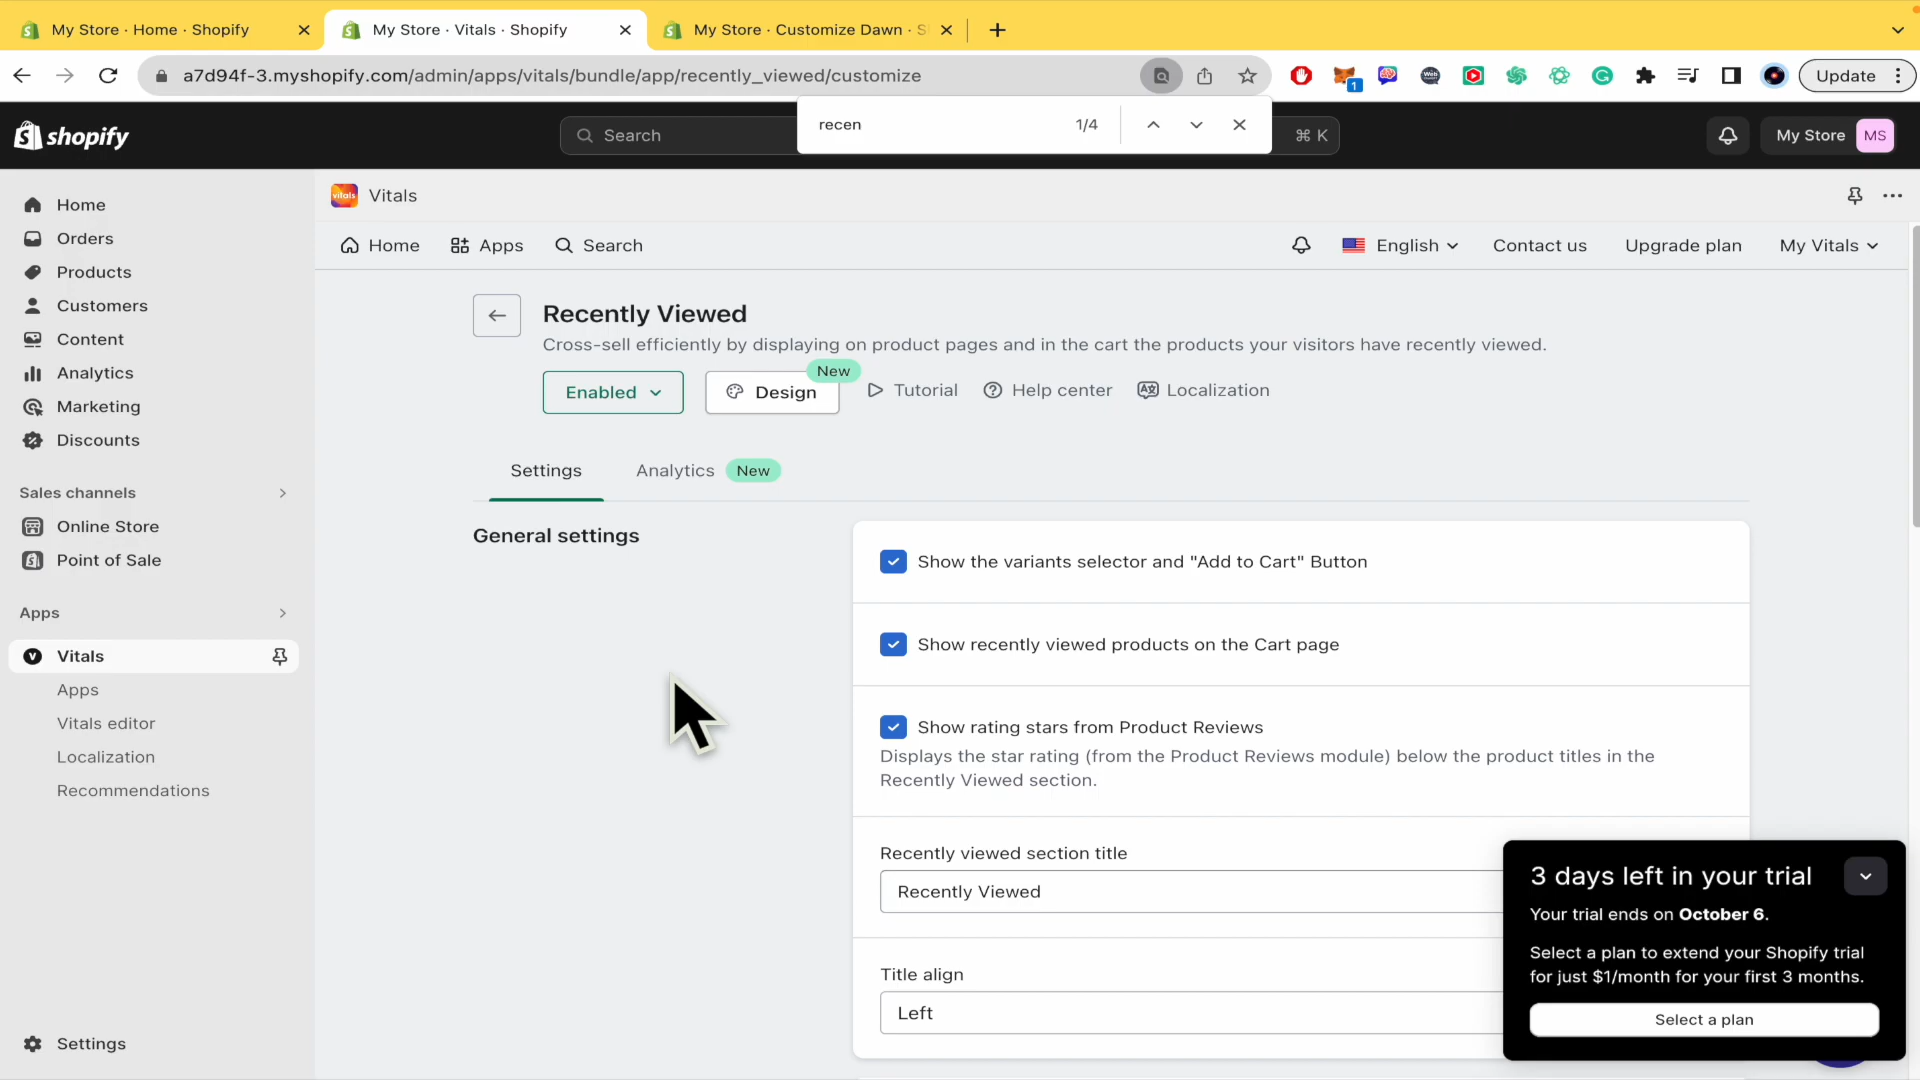 My Store · Home · Shopify
My Store · Vitals · Shopify
My Store · Customize Dawn · S
a7d94f-3.myshopify.com/admin/apps/vitals/bundle/app/recently_viewed/customize
1
Update
recen
1/4
shopify
Search
⌘ K
My Store
MS
Home
Orders
Products
Customers
Content
Analytics
Marketing
Discounts
Sales channels
Online Store
Point of Sale
Apps
Vitals
Apps
Vitals editor
Localization
Recommendations
Settings
vitals
Vitals
Home
Apps
Search
English
Contact us
Upgrade plan
My Vitals
Recently Viewed
Cross-sell efficiently by displaying on product pages and in the cart the products your visitors have recently viewed.
Enabled
Design
New
Tutorial
Help center
Localization
Settings
Analytics
New
General settings
Show the variants selector and "Add to Cart" Button
Show recently viewed products on the Cart page
Show rating stars from Product Reviews
Displays the star rating (from the Product Reviews module) below the product titles in the
Recently Viewed section.
Recently viewed section title
Recently Viewed
Title align
Left
3 days left in your trial
Your trial ends on October 6.
Select a plan to extend your Shopify trial
for just $1/month for your first 3 months.
Select a plan